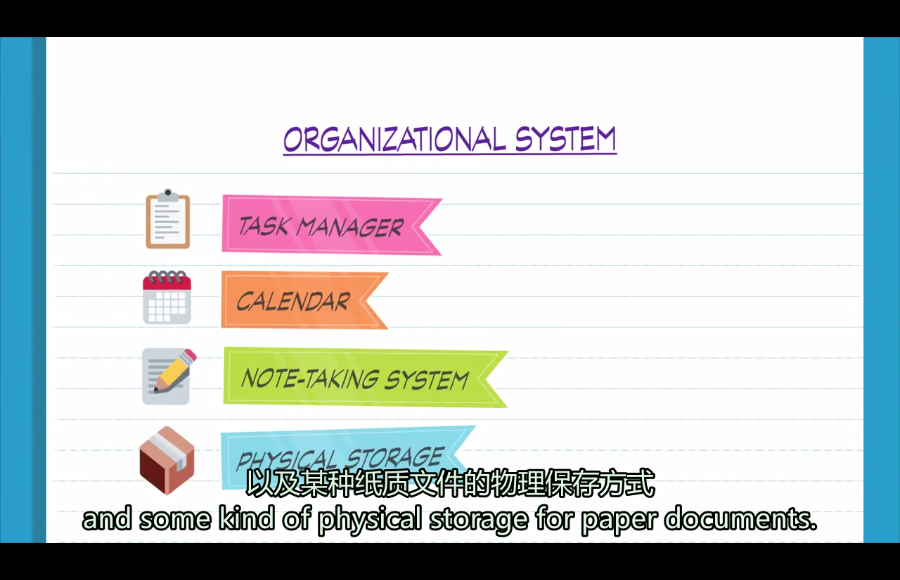 ORGANIZATIONAL SYSTEM
TASK MANAGER
CALENDAR
NOTE-TAKING SYSTEM
PHYSICAL STORAGE
以及某种纸质文件的物理保存方式
and some kind of physical storage for paper documents.